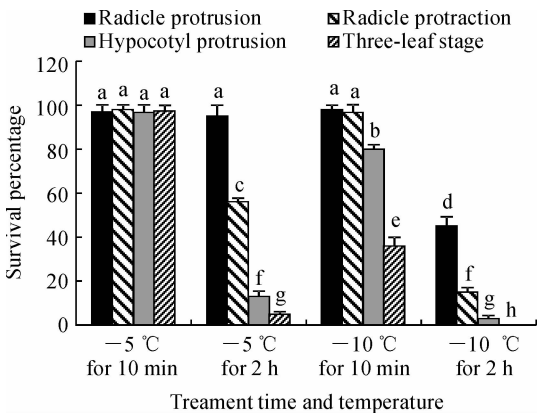 Radicle protrusion Radicle protraction
Hypocotyl protrusion Three-leaf stage
Survival percentage
120
100
80
60
40
20
0
a a a a
a c f g
a a b e
d f g h
−5 ℃ −5 ℃ −10 ℃ −10 ℃
for 10 min for 2 h for 10 min for 2 h
Treament time and temperature